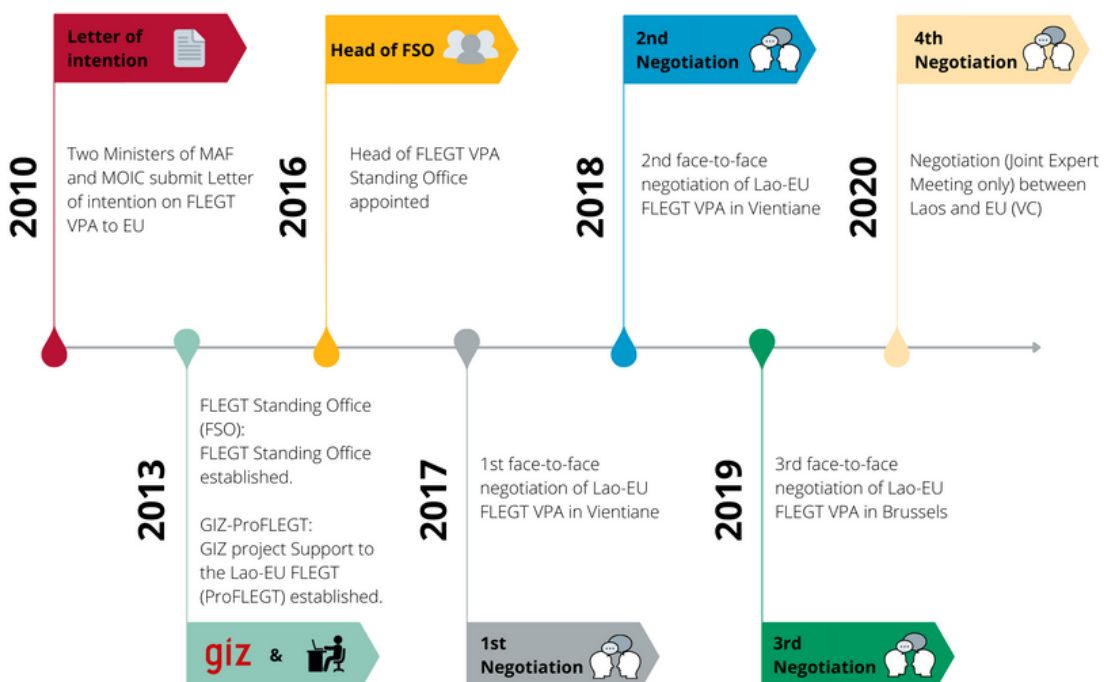 Letter of
intention
2010
Two Ministers of MAF
and MOIC submit Letter
of intention on FLEGT
VPA to EU
Head of FSO
2016
Head of FLEGT VPA
Standing Office
appointed
2nd
Negotiation
2018
2nd face-to-face
negotiation of Lao-EU
FLEGT VPA in Vientiane
4th
Negotiation
2020
Negotiation (Joint Expert
Meeting only) between
Laos and EU (VC)
2013
FLEGT Standing Office
(FSO):
FLEGT Standing Office
established.
GIZ-ProFLEGT:
GIZ project Support to
the Lao-EU FLEGT
(ProFLEGT) established.
giz &
2017
1st face-to-face
negotiation of Lao-EU
FLEGT VPA in Vientiane
1st
Negotiation
2019
3rd face-to-face
negotiation of Lao-EU
FLEGT VPA in Brussels
3rd
Negotiation